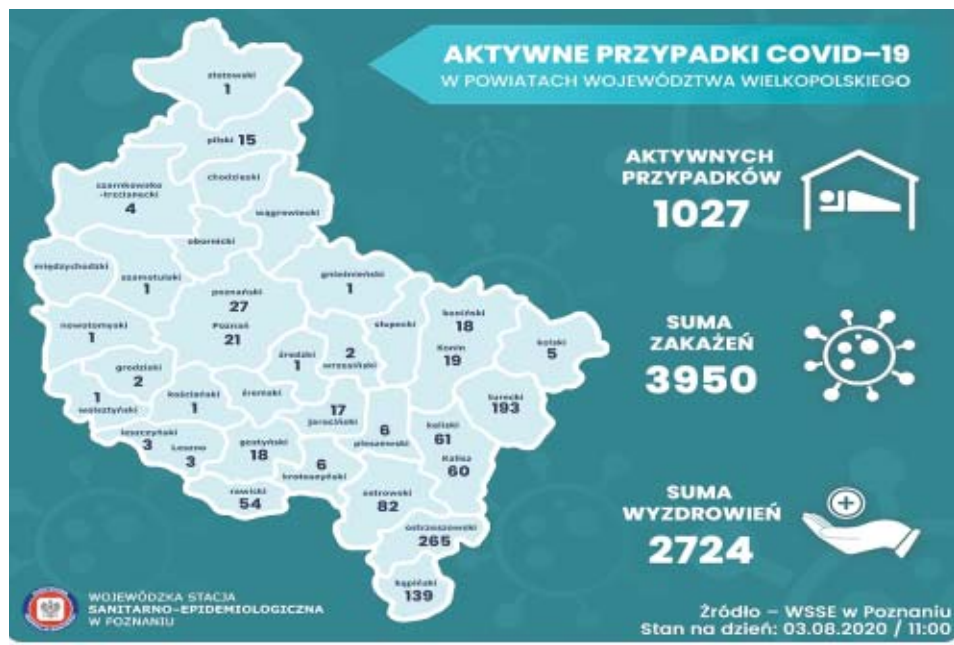 AKTYWNE PRZYPADKI COVID–19
W POWIATACH WOJEWÓDZTWA WIELKOPOLSKIEGO
złotowski
1
pilski 15
chodzieski
czarnkowsko
-trzcianecki
4
wągrowiecki
obornicki
międzychodzki
szamotulski
1
gnieźnieński
1
poznański
27
Poznań
21
nowotomyski
1
słupecki
koniński
18
Konin
19
kolski
5
średzki
1
2
wrzesiński
grodziski
2
1
wolsztyński
kościański
1
śremski
17
jarociński
turecki
193
leszczyński
3
Leszno
3
gostyński
18
6
krotoszyński
6
pleszewski
kaliski
61
Kalisz
60
rawicki
54
ostrowski
82
ostrzeszowski
265
kępiński
139
AKTYWNYCH
PRZYPADKÓW
1027
SUMA
ZAKAŻEŃ
3950
SUMA
WYZDROWIEŃ
2724
WOJEWÓDZKA STACJA
SANITARNO-EPIDEMIOLOGICZNA
W POZNANIU
Źródło – WSSE w Poznaniu
Stan na dzień: 03.08.2020 / 11:00